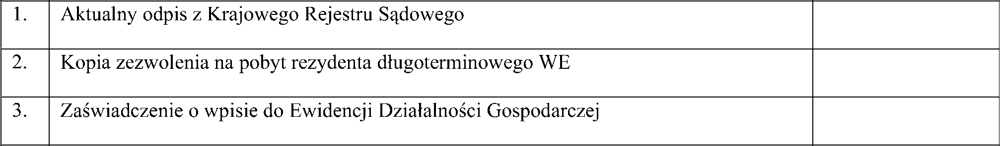 1. Aktualny odpis z Krajowego Rejestru Sądowego
2. Kopia zezwolenia na pobyt rezydenta długoterminowego WE
3. Zaświadczenie o wpisie do Ewidencji Działalności Gospodarczej